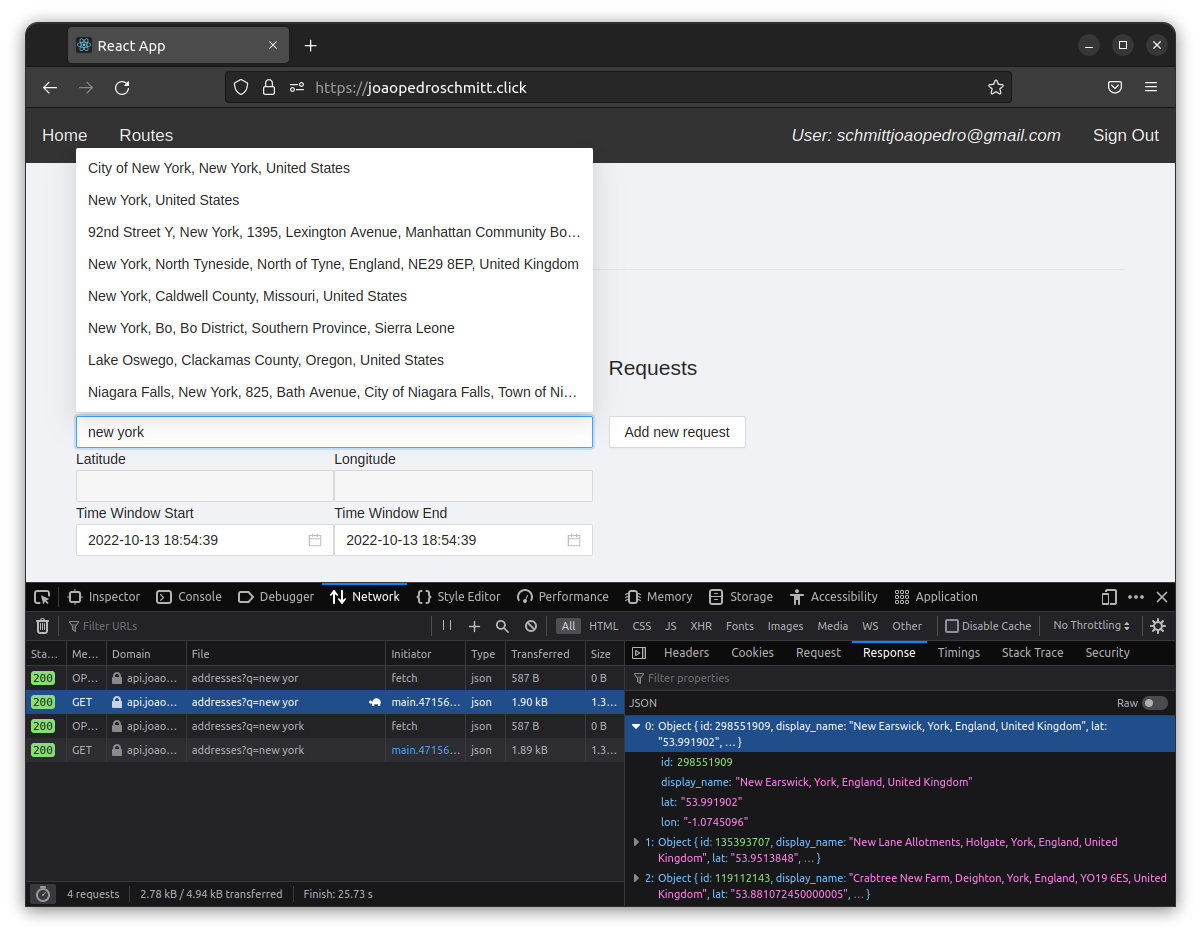 React App
https://joaopedroschmitt.click
Home Routes User: schmittjoaopedro@gmail.com Sign Out
City of New York, New York, United States
New York, United States
92nd Street Y, New York, 1395, Lexington Avenue, Manhattan Community Bo…
New York, North Tyneside, North of Tyne, England, NE29 8EP, United Kingdom
New York, Caldwell County, Missouri, United States
New York, Bo, Bo District, Southern Province, Sierra Leone
Lake Oswego, Clackamas County, Oregon, United States
Niagara Falls, New York, 825, Bath Avenue, City of Niagara Falls, Town of Ni…
Requests
new york
Add new request
Latitude Longitude
Time Window Start Time Window End
2022-10-13 18:54:39 2022-10-13 18:54:39
Inspector Console Debugger Network Style Editor Performance Memory Storage Accessibility Application
Filter URLs All HTML CSS JS XHR Fonts Images Media WS Other Disable Cache No Throttling
Sta… Me… Domain File Initiator Type Transferred Size
200 OP… api.joao… addresses?q=new yor fetch json 587 B 0 B
200 GET api.joao… addresses?q=new yor main.47156… json 1.90 kB 1.3…
200 OP… api.joao… addresses?q=new york fetch json 587 B 0 B
200 GET api.joao… addresses?q=new york main.47156… json 1.89 kB 1.3…
4 requests 2.78 kB / 4.94 kB transferred Finish: 25.73 s
Headers Cookies Request Response Timings Stack Trace Security
Filter properties
JSON Raw
0: Object { id: 298551909, display_name: "New Earswick, York, England, United Kingdom", lat:
"53.991902", … }
id: 298551909
display_name: "New Earswick, York, England, United Kingdom"
lat: "53.991902"
lon: "-1.0745096"
1: Object { id: 135393707, display_name: "New Lane Allotments, Holgate, York, England, United
Kingdom", lat: "53.9513848", … }
2: Object { id: 119112143, display_name: "Crabtree New Farm, Deighton, York, England, YO19 6ES, United
Kingdom", lat: "53.881072450000005", … }